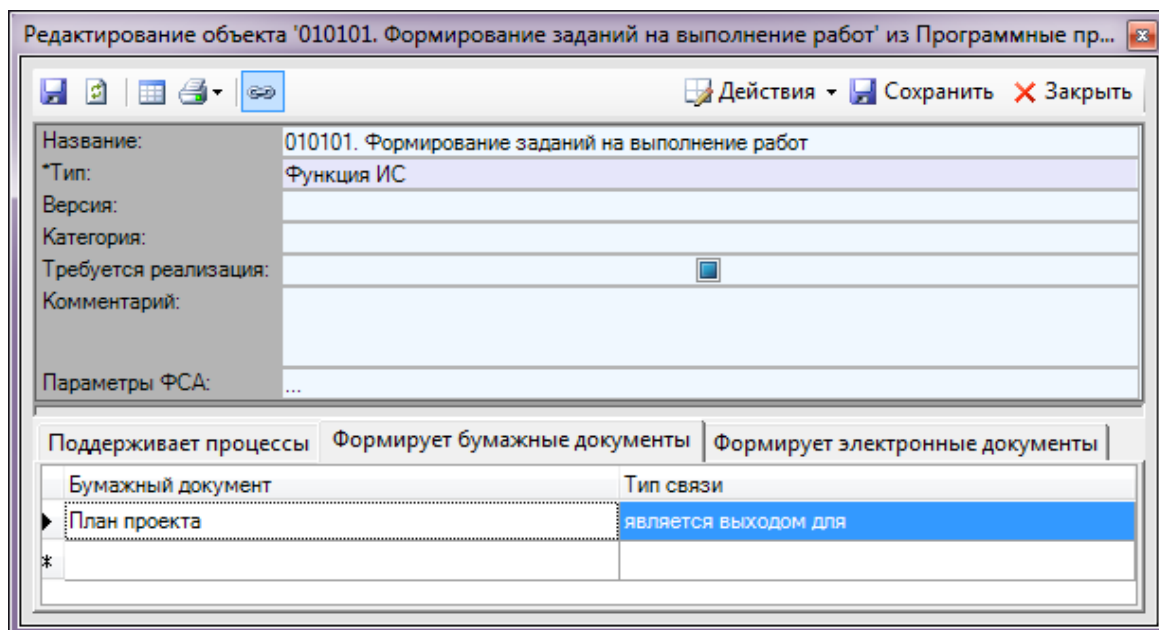 Редактирование объекта '010101. Формирование заданий на выполнение работ' из Программные пр...
Действия Сохранить Закрыть
Название: 010101. Формирование заданий на выполнение работ
*Тип: Функция ИС
Версия:
Категория:
Требуется реализация:
Комментарий:
Параметры ФСА: ...
Поддерживает процессы Формирует бумажные документы Формирует электронные документы
Бумажный документ Тип связи
План проекта является выходом для
*